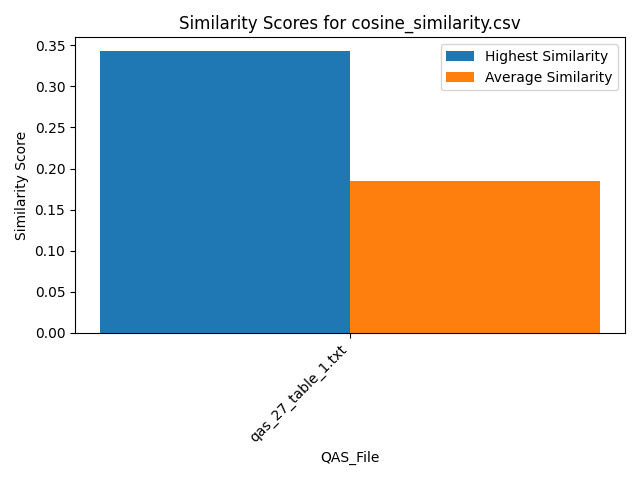 Similarity Scores for cosine_similarity.csv
Highest Similarity
Average Similarity
Similarity Score
0.35
0.30
0.25
0.20
0.15
0.10
0.05
0.00
qas_27_table_1.txt
QAS_File